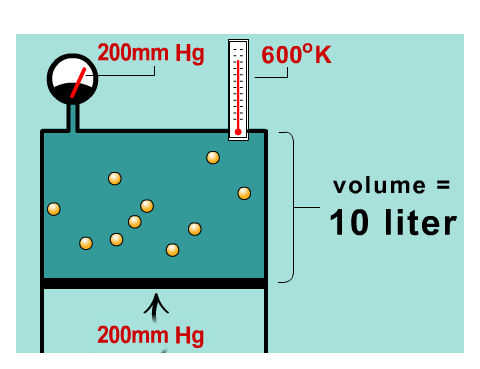 200mm Hg
600°K
volume =
10 liter
200mm Hg